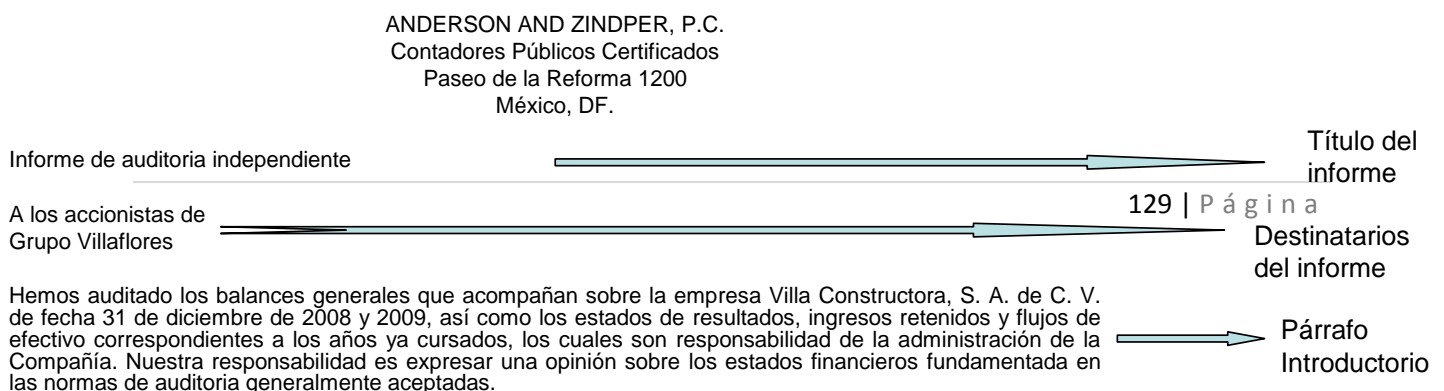 ANDERSON AND ZINDPER, P.C.
Contadores Públicos Certificados
Paseo de la Reforma 1200
México, DF.
Informe de auditoria independiente
Título del
informe
129 | P á g i n a
A los accionistas de
Grupo Villaflores
Destinatarios
del informe
Hemos auditado los balances generales que acompañan sobre la empresa Villa Constructora, S. A. de C. V.
de fecha 31 de diciembre de 2008 y 2009, así como los estados de resultados, ingresos retenidos y flujos de
efectivo correspondientes a los años ya cursados, los cuales son responsabilidad de la administración de la
Compañía. Nuestra responsabilidad es expresar una opinión sobre los estados financieros fundamentada en
las normas de auditoria generalmente aceptadas.
Párrafo
Introductorio